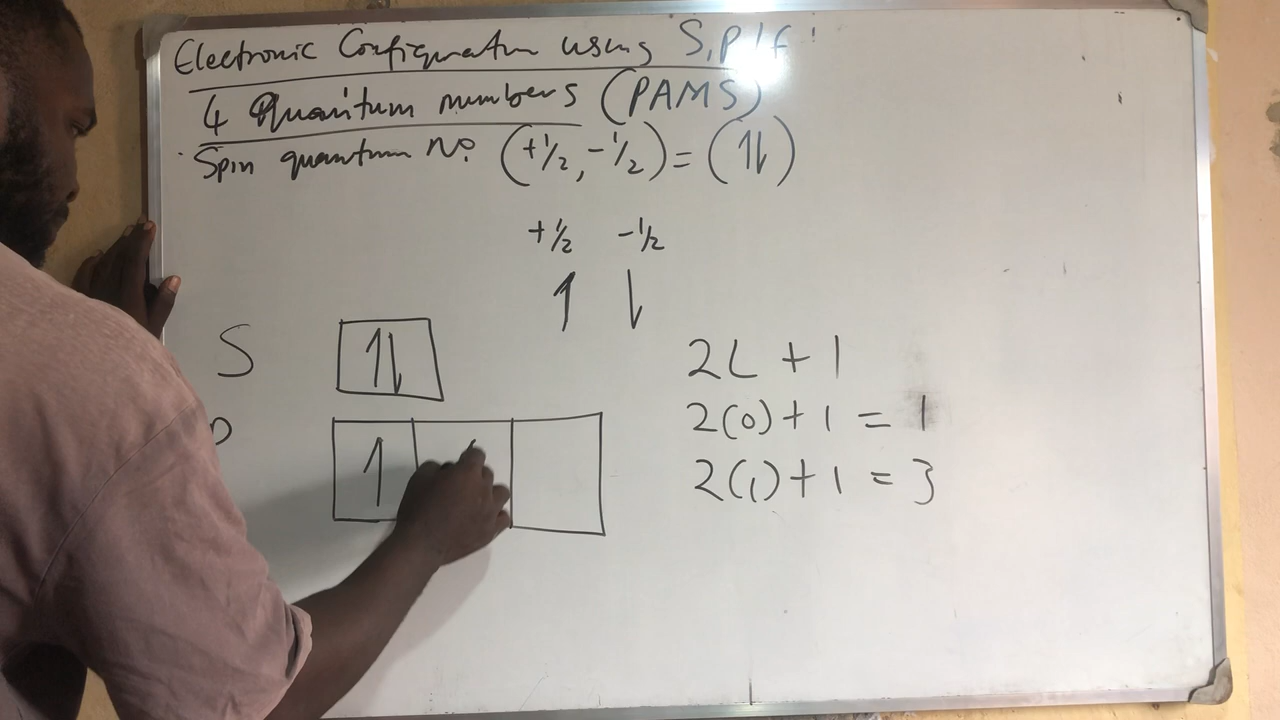 Electronic Configuration using S,P,
4 Quantum numbers (PAMS)
Spin quantum No. (+1/2, -1/2) = (↿⇂)
+1/2 -1/2
↿ ⇂
S ↿⇂ 2L + 1
2(0) + 1 = 1
P ↿ 2(1) + 1 = 3